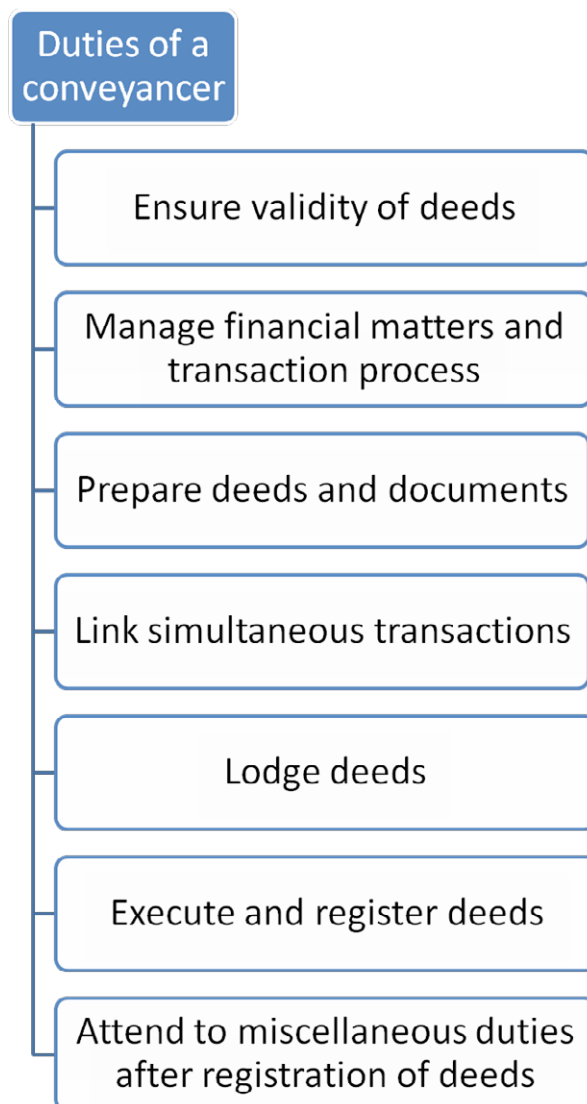 Duties of a
conveyancer
Ensure validity of deeds
Manage financial matters and
transaction process
Prepare deeds and documents
Link simultaneous transactions
Lodge deeds
Execute and register deeds
Attend to miscellaneous duties
after registration of deeds